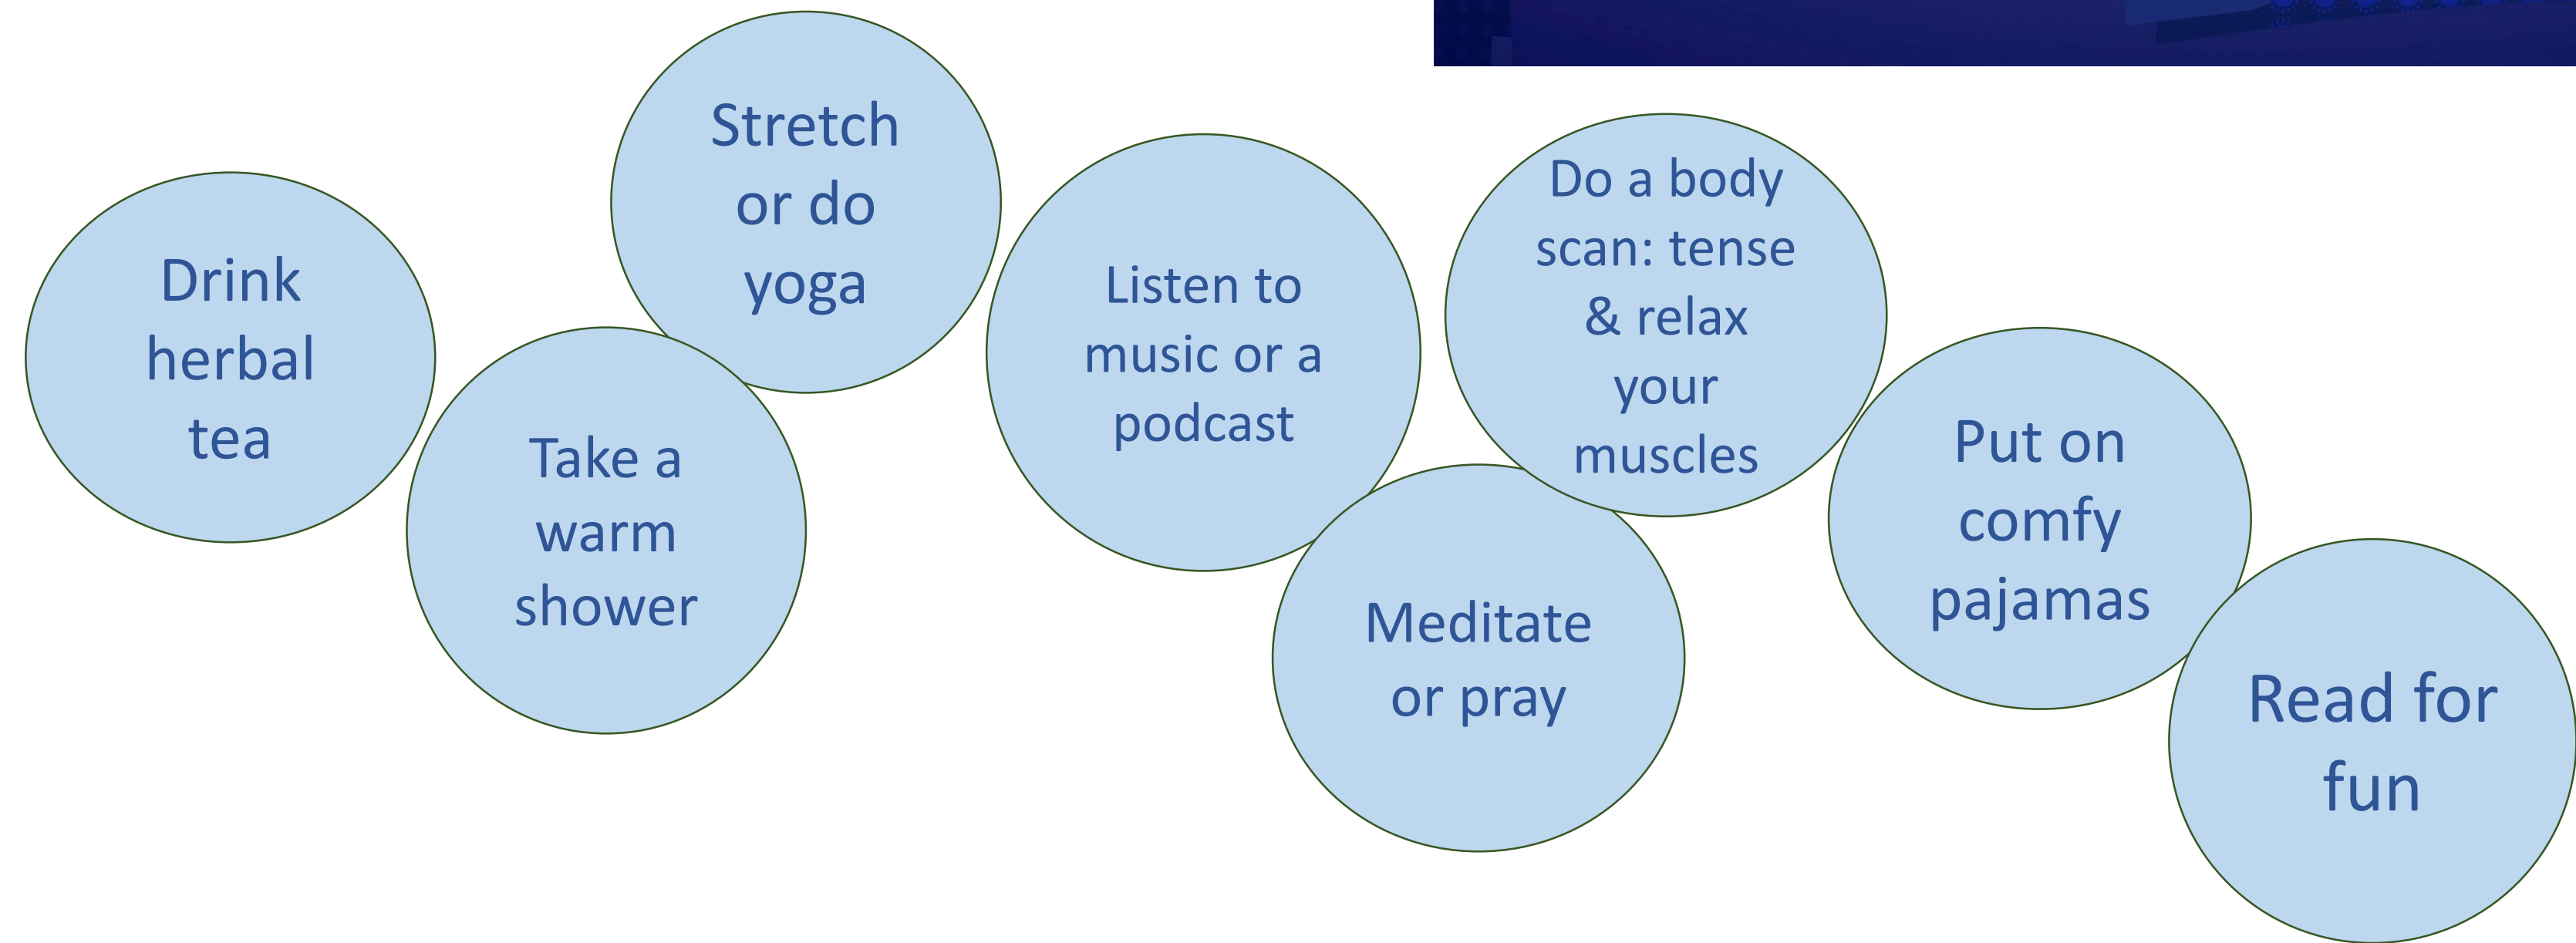 Drink
herbal
tea
Take a
warm
shower
Stretch
or do
yoga
Listen to
music or a
podcast
Meditate
or pray
Do a body
scan: tense
& relax
your
muscles
Put on
comfy
pajamas
Read for
fun